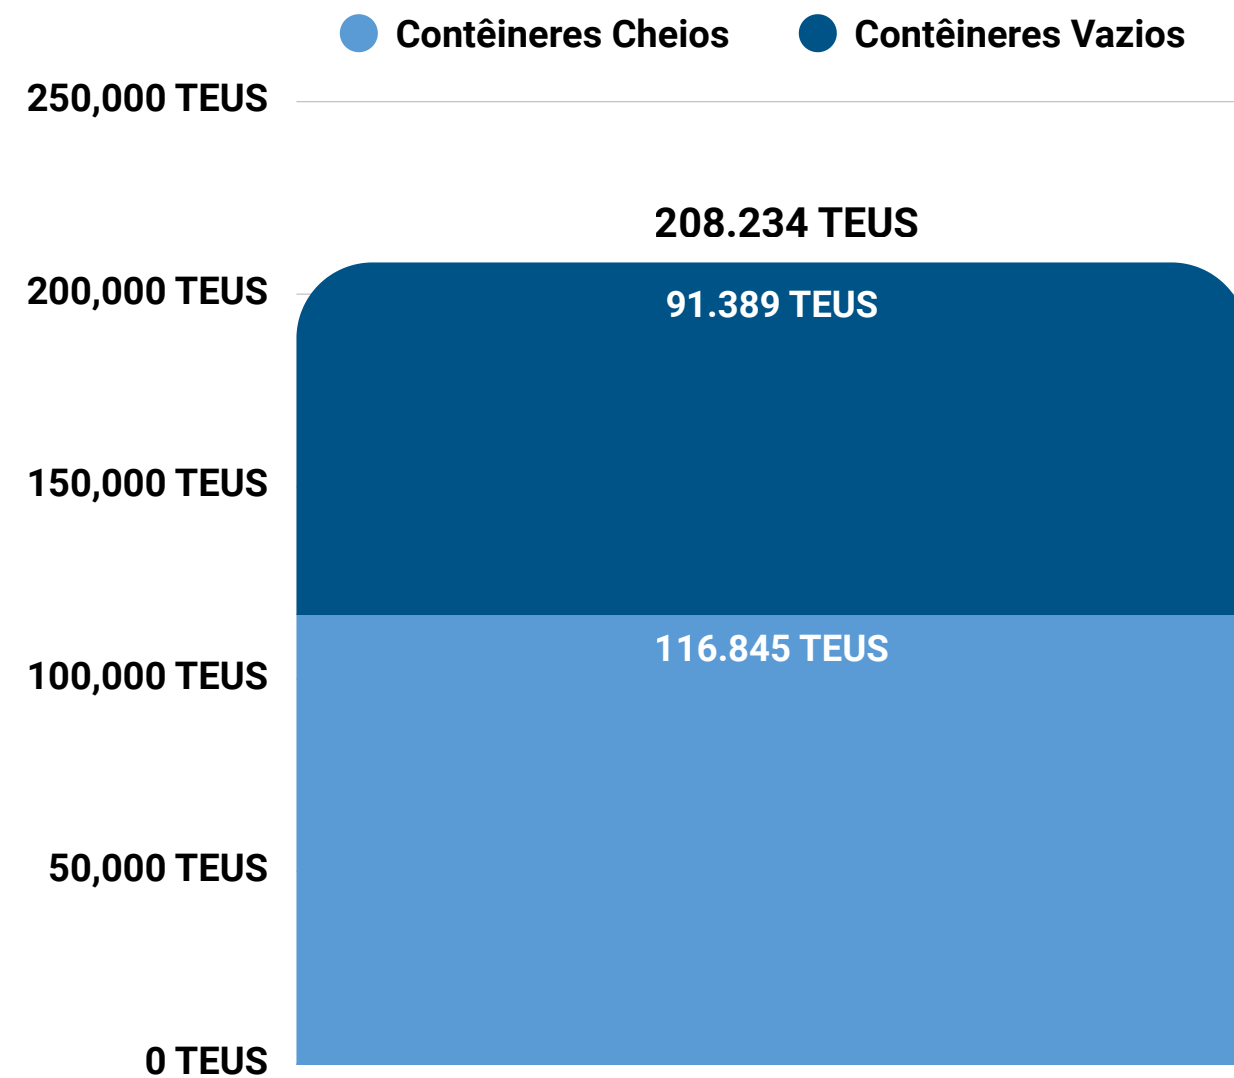 Contêineres Cheios
Contêineres Vazios
250,000 TEUS
208.234 TEUS
200,000 TEUS
91.389 TEUS
150,000 TEUS
116.845 TEUS
100,000 TEUS
50,000 TEUS
0 TEUS